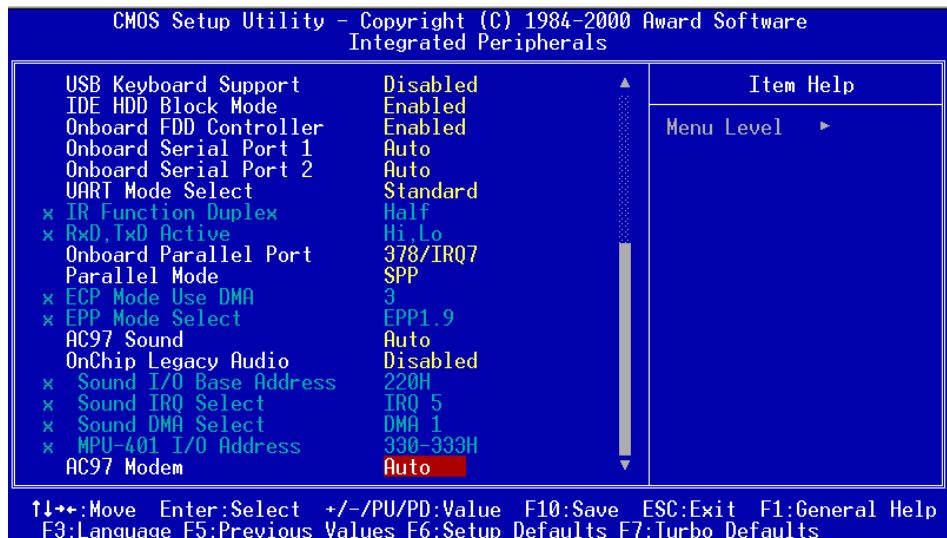 CMOS Setup Utility – Copyright (C) 1984-2000 Award Software
Integrated Peripherals
USB Keyboard Support Disabled
IDE HDD Block Mode Enabled
Onboard FDD Controller Enabled
Onboard Serial Port 1 Auto
Onboard Serial Port 2 Auto
UART Mode Select Standard
x IR Function Duplex Half
x RxD,TxD Active Hi,Lo
Onboard Parallel Port 378/IRQ7
Parallel Mode SPP
x ECP Mode Use DMA 3
x EPP Mode Select EPP1.9
AC97 Sound Auto
OnChip Legacy Audio Disabled
x Sound I/O Base Address 220H
x Sound IRQ Select IRQ 5
x Sound DMA Select DMA 1
x MPU-401 I/O Address 330-333H
AC97 Modem Auto
Item Help
Menu Level ►
↑↓→←:Move Enter:Select +/-/PU/PD:Value F10:Save ESC:Exit F1:General Help
F3:Language F5:Previous Values F6:Setup Defaults F7:Turbo Defaults